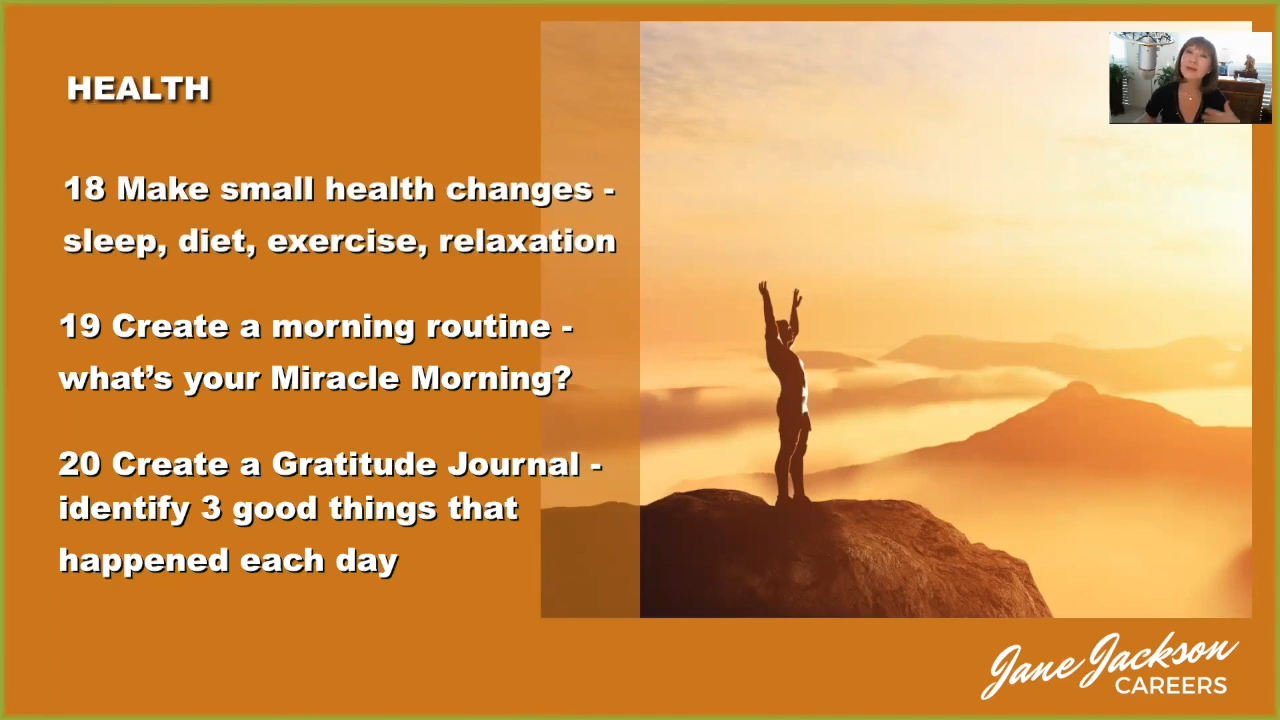 HEALTH
18 Make small health changes -
sleep, diet, exercise, relaxation
19 Create a morning routine -
what’s your Miracle Morning?
20 Create a Gratitude Journal -
identify 3 good things that
happened each day
Jane Jackson
CAREERS